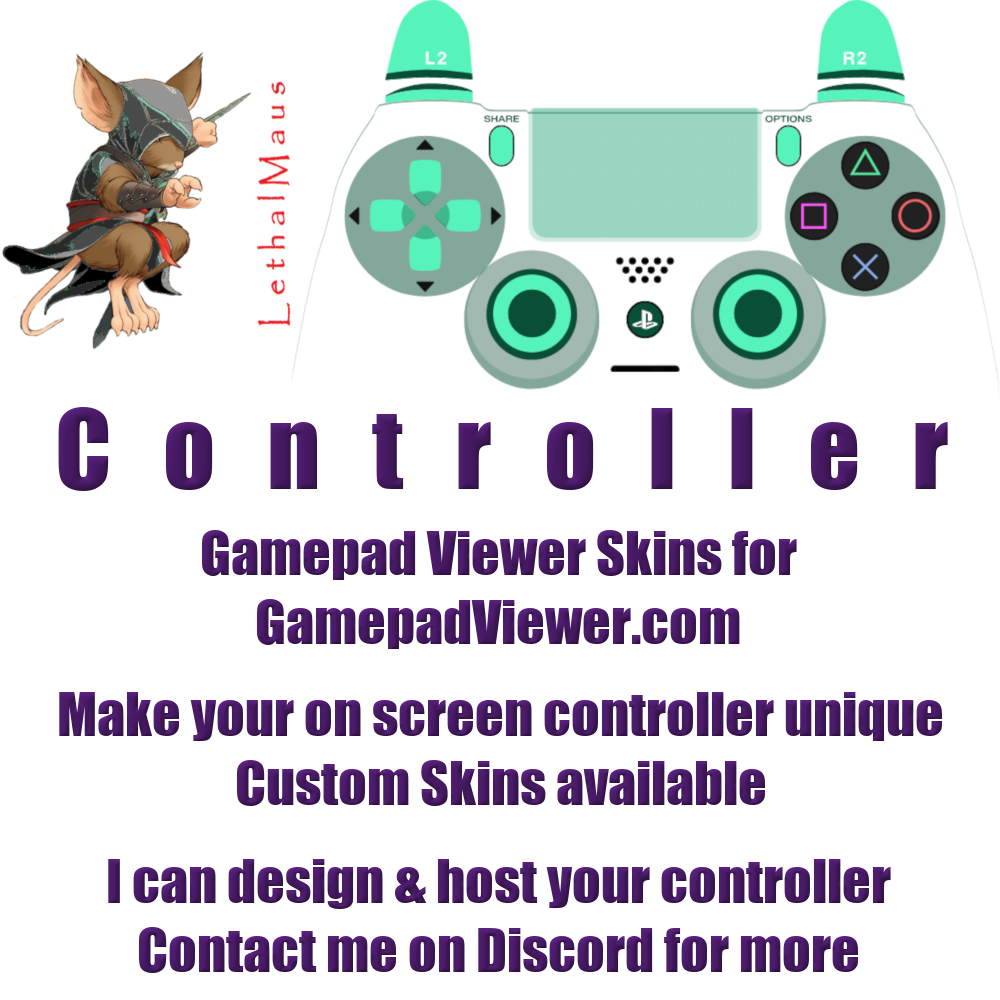 LethalMaus
L2
R2
SHARE
OPTIONS
Controller
Gamepad Viewer Skins for
GamepadViewer.com
Make your on screen controller unique
Custom Skins available
I can design & host your controller
Contact me on Discord for more